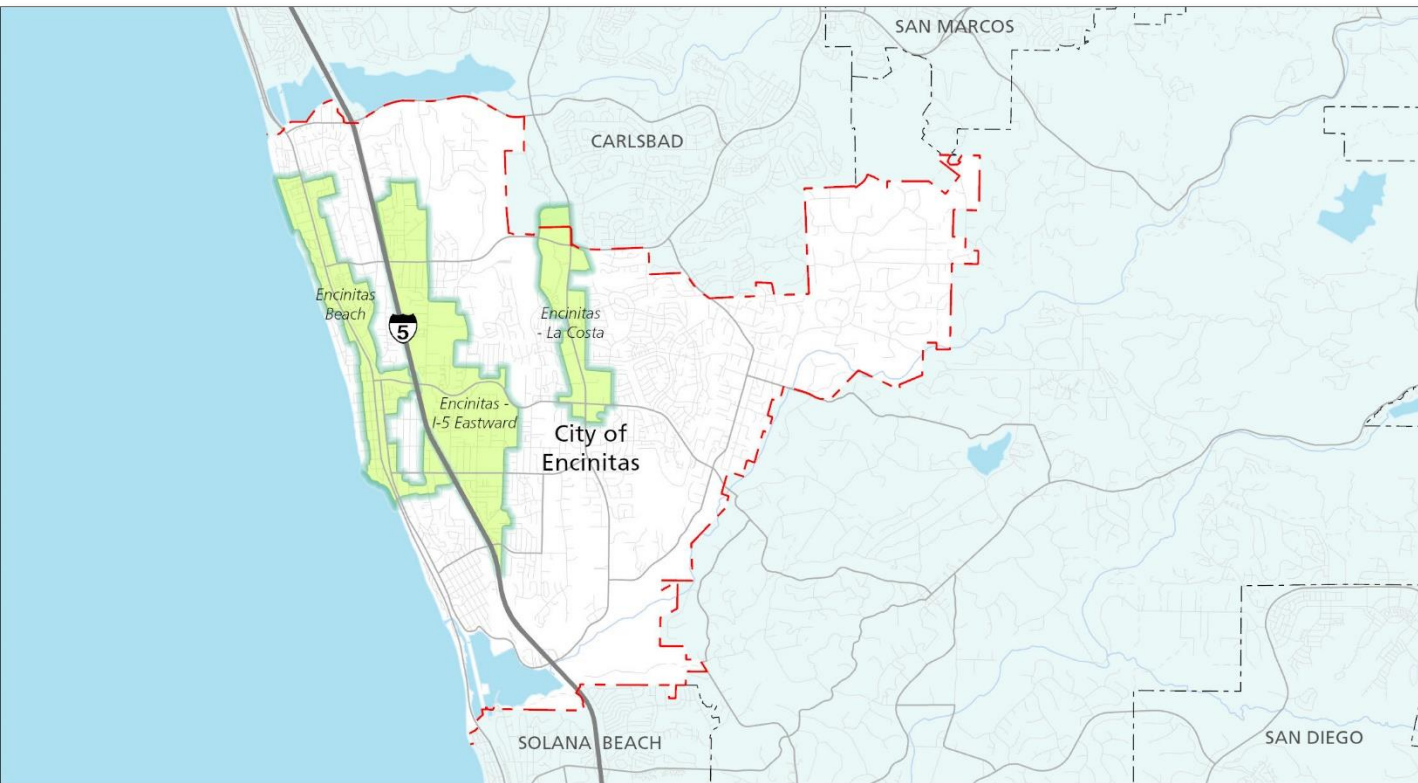 SAN MARCOS
CARLSBAD
Encinitas
Beach
5
Encinitas
- La Costa
Encinitas -
I-5 Eastward
City of
Encinitas
SOLANA BEACH
SAN DIEGO